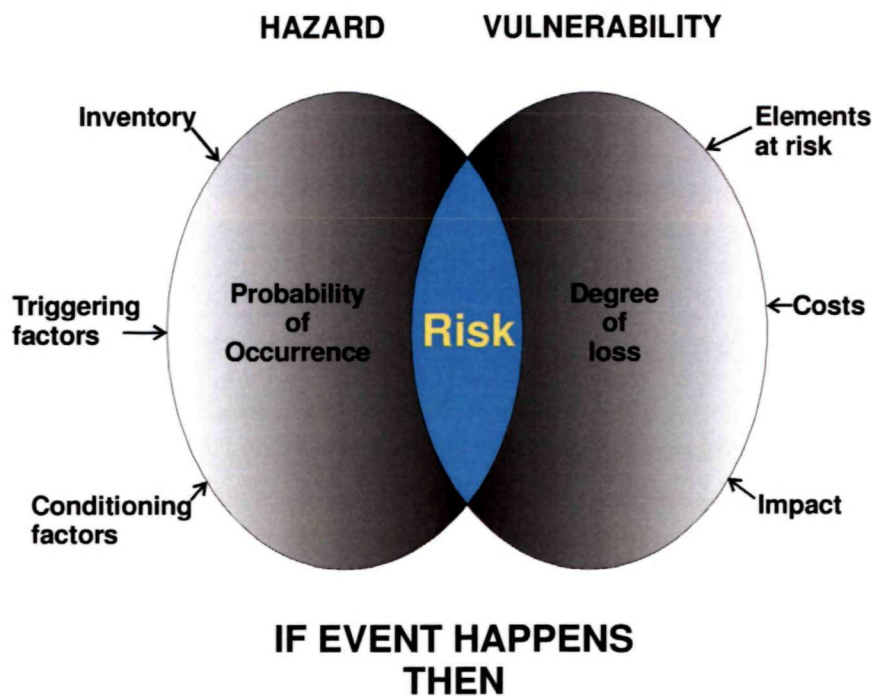 HAZARD
VULNERABILITY
Inventory
Elements
at risk
Triggering
factors
Probability
of
Occurrence
Risk
Degree
of
loss
Costs
Conditioning
factors
Impact
IF EVENT HAPPENS
THEN